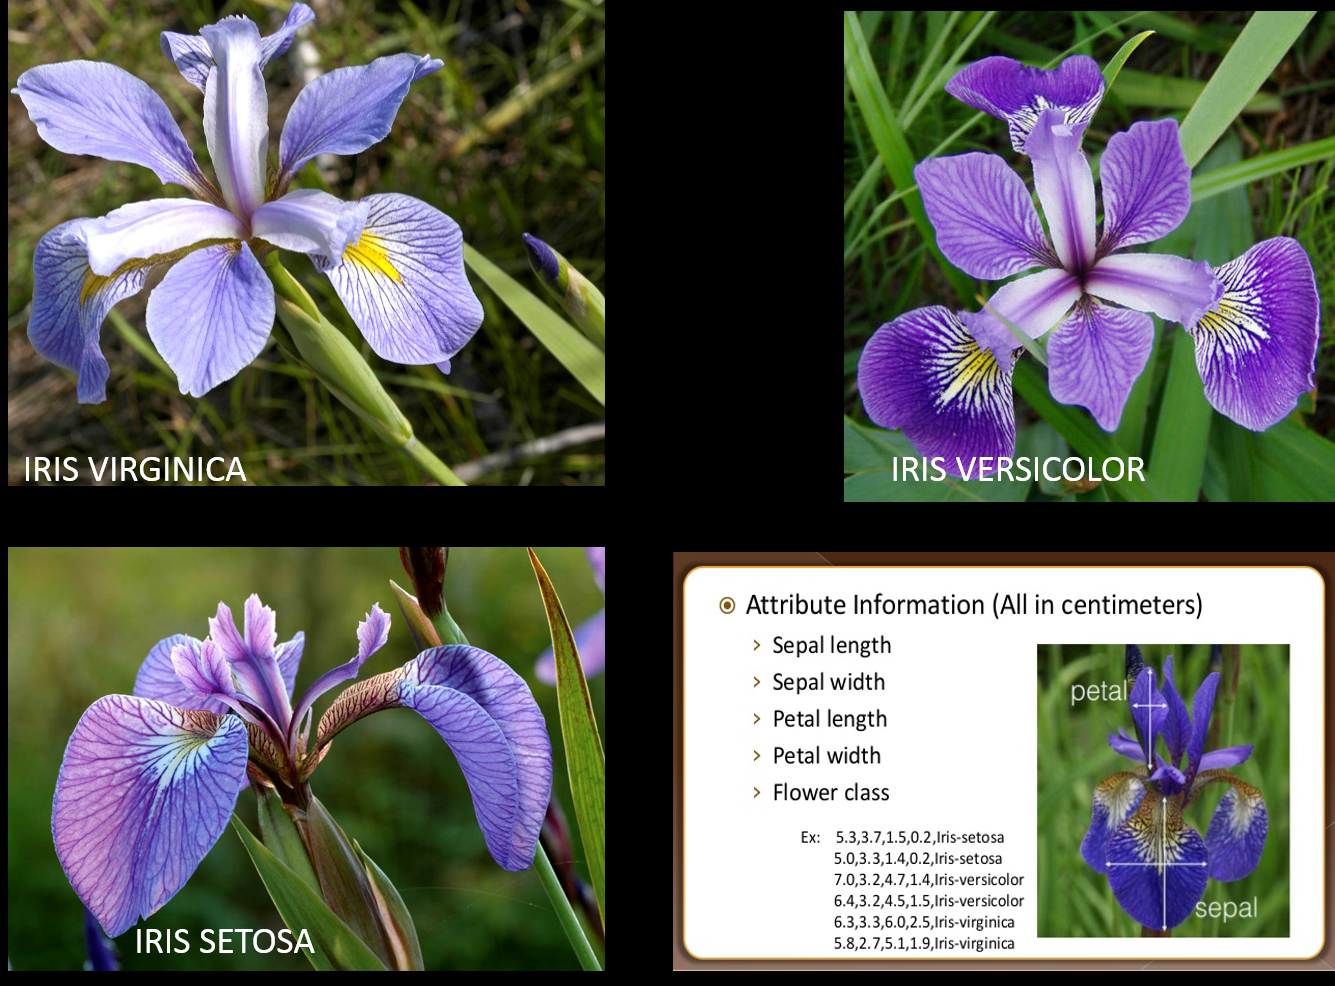 IRIS VIRGINICA
IRIS VERSICOLOR
IRIS SETOSA
Attribute Information (All in centimeters)
Sepal length
Sepal width
Petal length
Petal width
Flower class
Ex: 5.3,3.7,1.5,0.2,Iris-setosa
5.0,3.3,1.4,0.2,Iris-setosa
7.0,3.2,4.7,1.4,Iris-versicolor
6.4,3.2,4.5,1.5,Iris-versicolor
6.3,3.3,6.0,2.5,Iris-virginica
5.8,2.7,5.1,1.9,Iris-virginica
petal
sepal